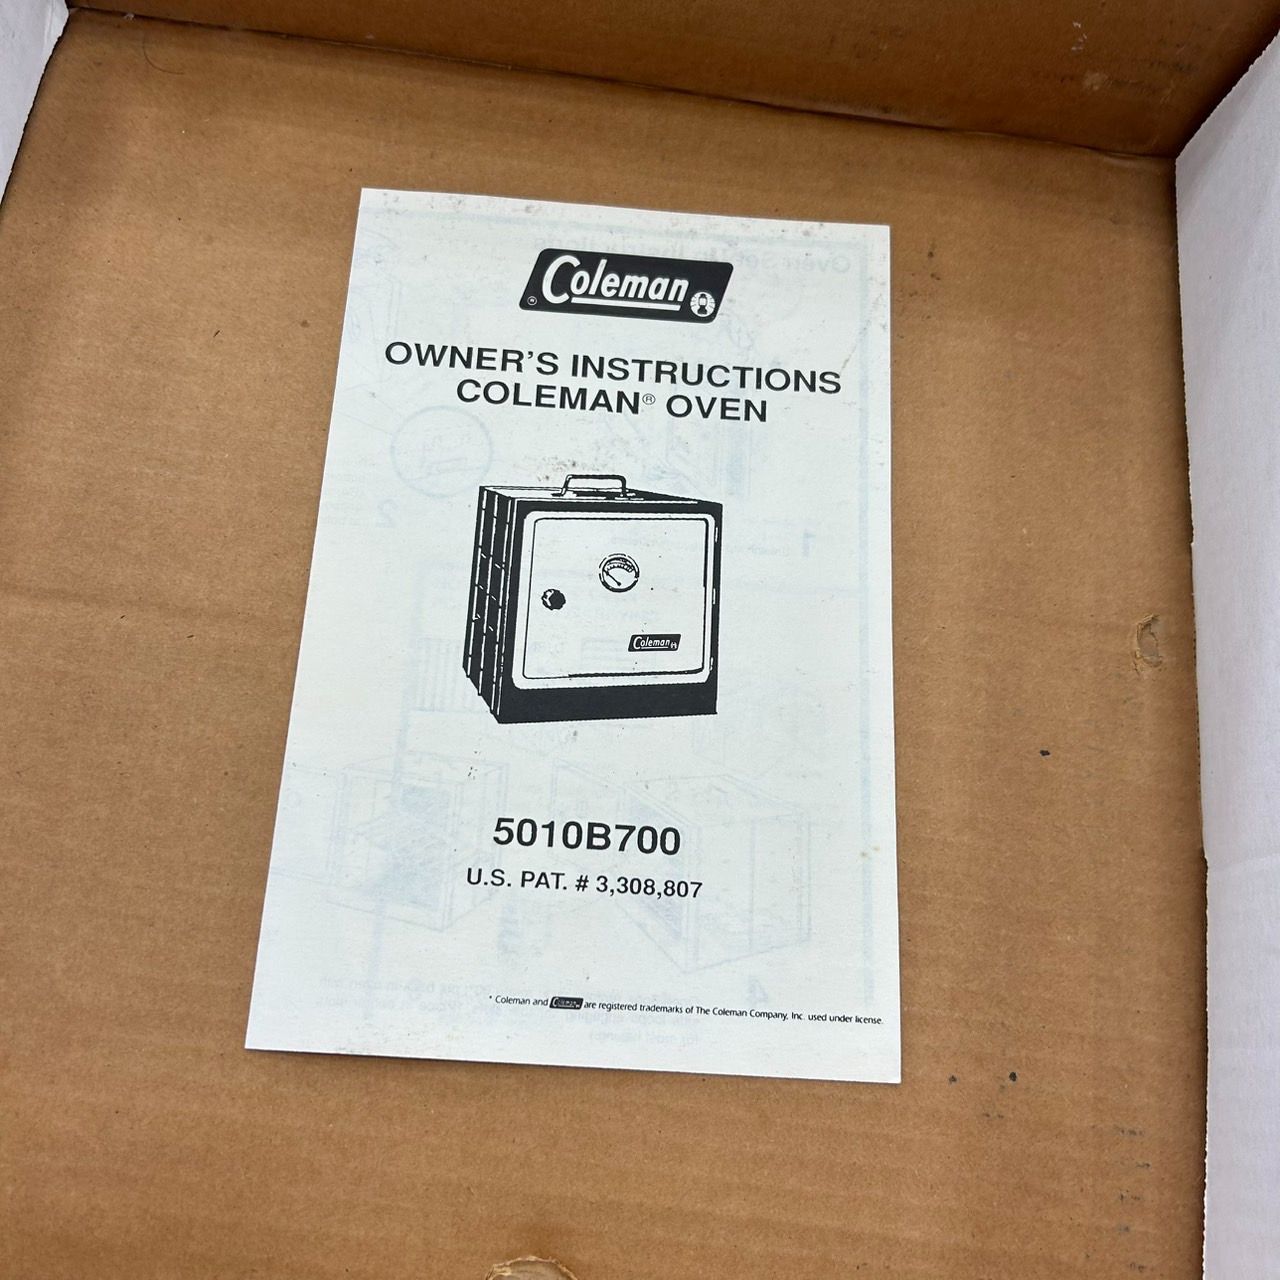 Coleman ®
OWNER'S INSTRUCTIONS
COLEMAN® OVEN
Coleman
5010B700
U.S. PAT. # 3,308,807
* Coleman and Coleman are registered trademarks of The Coleman Company, Inc. used under license.